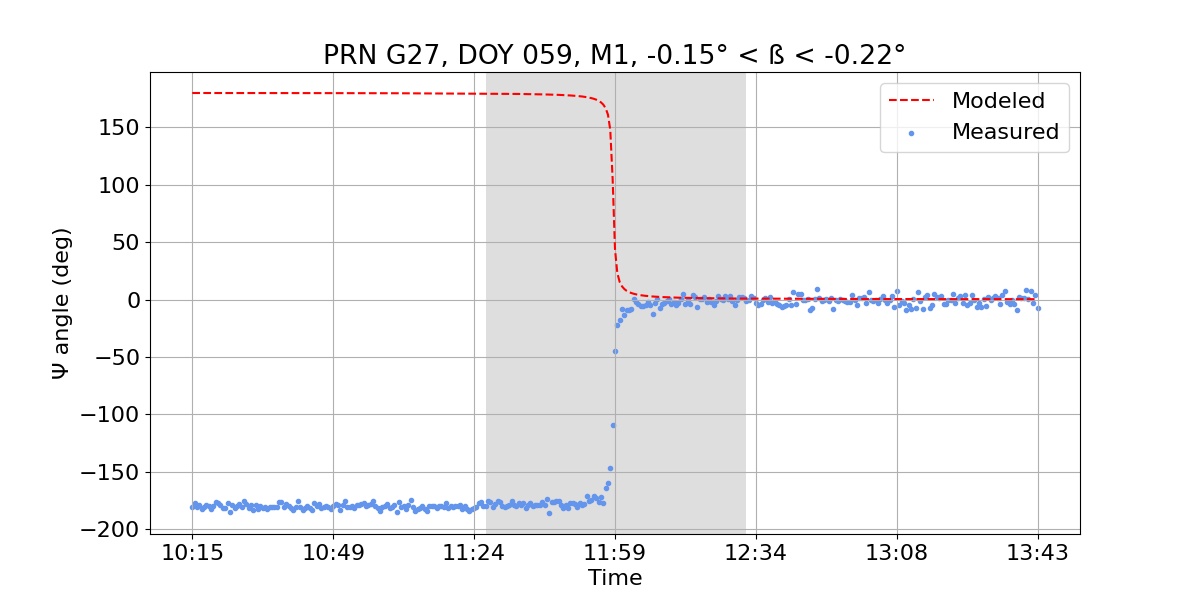 PRN G27, DOY 059, M1, -0.15° < ß < -0.22°
Modeled
Measured
Ψ angle (deg)
150
100
50
0
−50
−100
−150
−200
10:15 10:49 11:24 11:59 12:34 13:08 13:43
Time